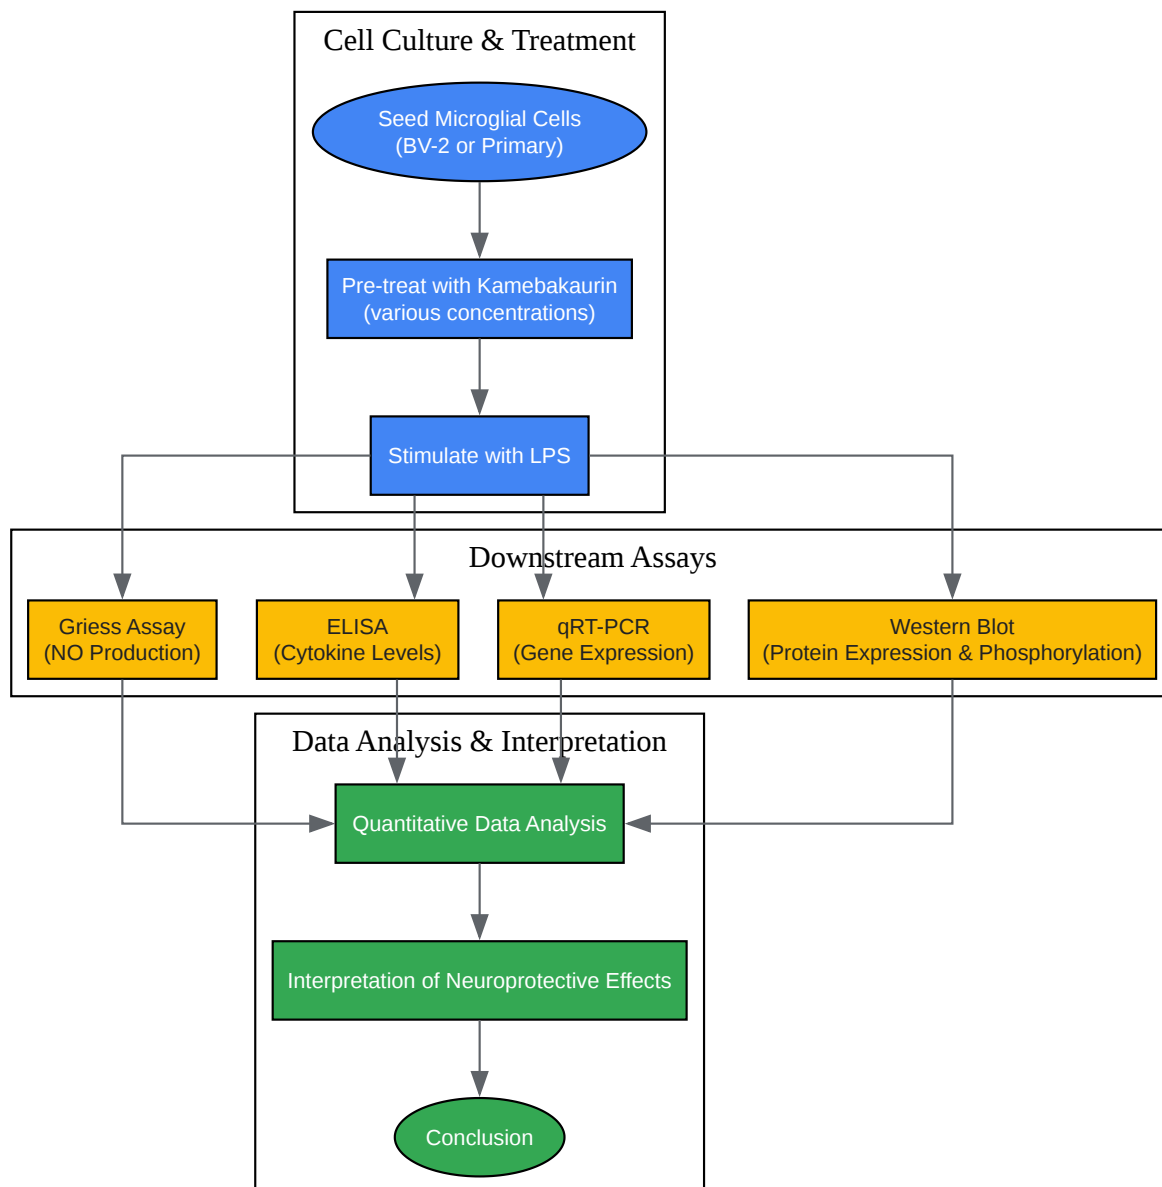 Cell Culture & Treatment
Seed Microglial Cells
(BV-2 or Primary)
Pre-treat with Kamebakaurin
(various concentrations)
Stimulate with LPS
Downstream Assays
Griess Assay
(NO Production)
ELISA
(Cytokine Levels)
qRT-PCR
(Gene Expression)
Western Blot
(Protein Expression & Phosphorylation)
Data Analysis & Interpretation
Quantitative Data Analysis
Interpretation of Neuroprotective Effects
Conclusion